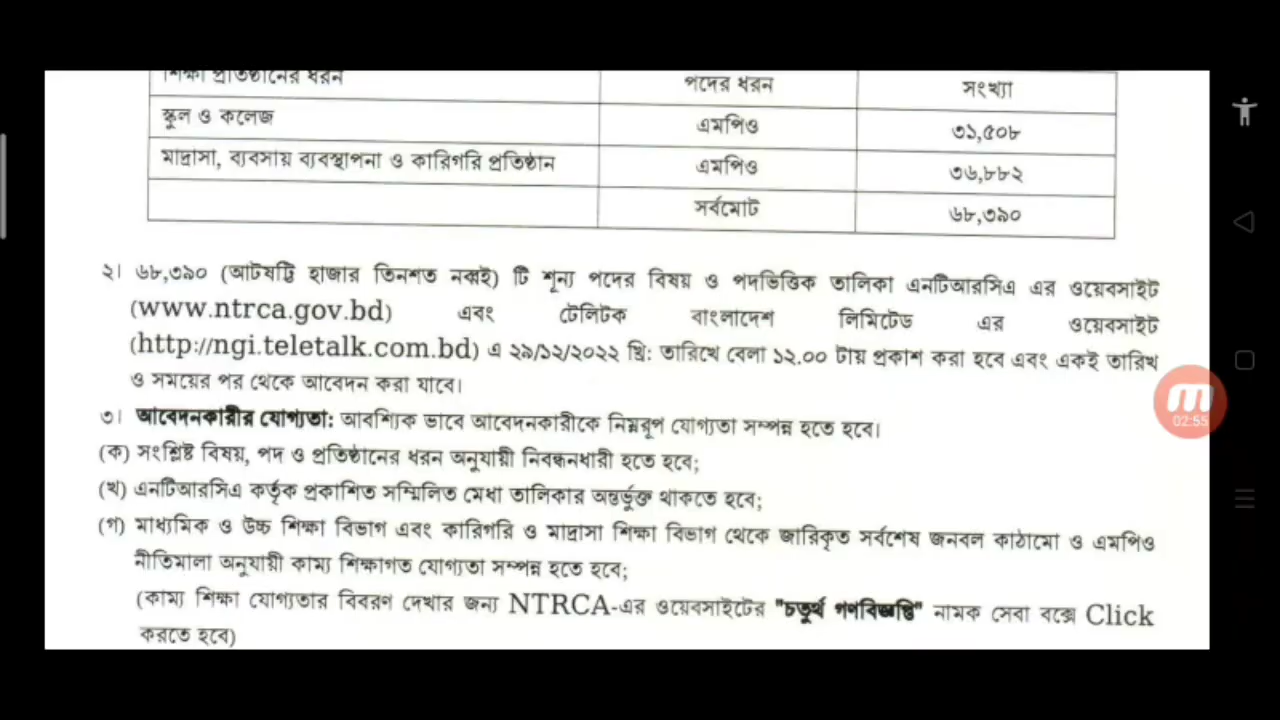 শিক্ষা প্রতিষ্ঠানের ধরন পদের ধরন সংখ্যা
স্কুল ও কলেজ এমপিও ৩১,৫০৮
মাদ্রাসা, ব্যবসায় ব্যবস্থাপনা ও কারিগরি প্রতিষ্ঠান এমপিও ৩৬,৮৮২
সর্বমোট ৬৮,৩৯০
২। ৬৮,৩৯০ (আটষট্টি হাজার তিনশত নব্বই) টি শূন্য পদের বিষয় ও পদভিত্তিক তালিকা এনটিআরসিএ এর ওয়েবসাইট
(www.ntrca.gov.bd) এবং টেলিটক বাংলাদেশ লিমিটেড এর ওয়েবসাইট
(http://ngi.teletalk.com.bd) এ ২৯/১২/২০২২ খ্রি: তারিখে বেলা ১২.০০ টায় প্রকাশ করা হবে এবং একই তারিখ
ও সময়ের পর থেকে আবেদন করা যাবে।
৩। আবেদনকারীর যোগ্যতা: আবশ্যিক ভাবে আবেদনকারীকে নিম্নরূপ যোগ্যতা সম্পন্ন হতে হবে।
(ক) সংশ্লিষ্ট বিষয়, পদ ও প্রতিষ্ঠানের ধরন অনুযায়ী নিবন্ধনধারী হতে হবে;
(খ) এনটিআরসিএ কর্তৃক প্রকাশিত সম্মিলিত মেধা তালিকার অন্তর্ভুক্ত থাকতে হবে;
(গ) মাধ্যমিক ও উচ্চ শিক্ষা বিভাগ এবং কারিগরি ও মাদ্রাসা শিক্ষা বিভাগ থেকে জারিকৃত সর্বশেষ জনবল কাঠামো ও এমপিও
নীতিমালা অনুযায়ী কাম্য শিক্ষাগত যোগ্যতা সম্পন্ন হতে হবে;
(কাম্য শিক্ষা যোগ্যতার বিবরণ দেখার জন্য NTRCA-এর ওয়েবসাইটের "চতুর্থ গণবিজ্ঞপ্তি" নামক সেবা বক্সে Click
করতে হবে)
02:55